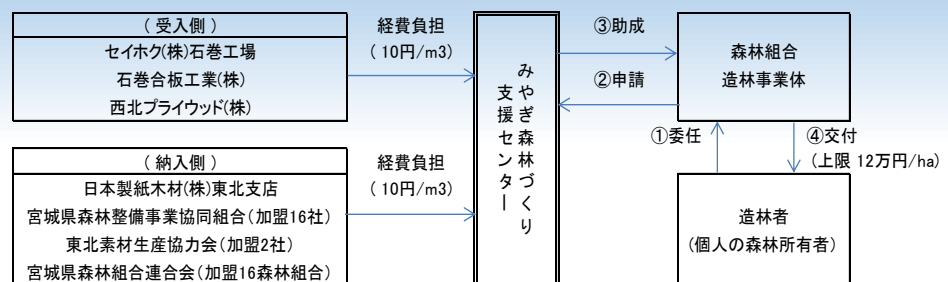 （受入側）
セイホク(株)石巻工場
石巻合板工業(株)
西北プライウッド(株)
経費負担
（10円/m3）
（納入側）
日本製紙木材(株)東北支店
宮城県森林整備事業協同組合（加盟16社）
東北素材生産協力会（加盟2社）
宮城県森林組合連合会（加盟16森林組合）
経費負担
（10円/m3）
みやぎ森林づくり
支援センター
③助成
②申請
森林組合
造林事業体
①委任
④交付
(上限 12万円/ha)
造林者
(個人の森林所有者)